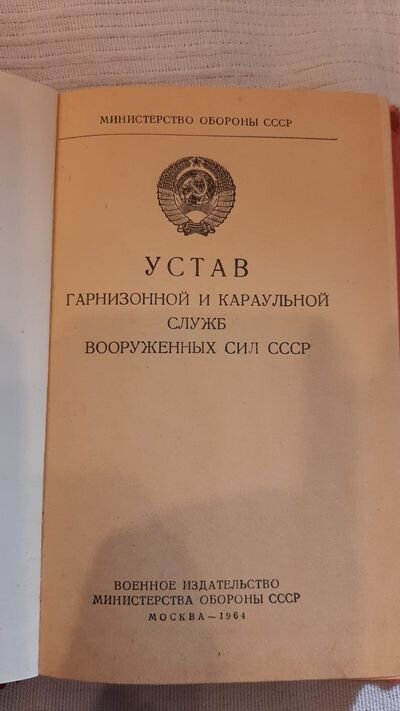 МИНИСТЕРСТВО ОБОРОНЫ СССР
УСТАВ
ГАРНИЗОННОЙ И КАРАУЛЬНОЙ
СЛУЖБ
ВООРУЖЕННЫХ СИЛ СССР
ВОЕННОЕ ИЗДАТЕЛЬСТВО
МИНИСТЕРСТВА ОБОРОНЫ СССР
МОСКВА—1964